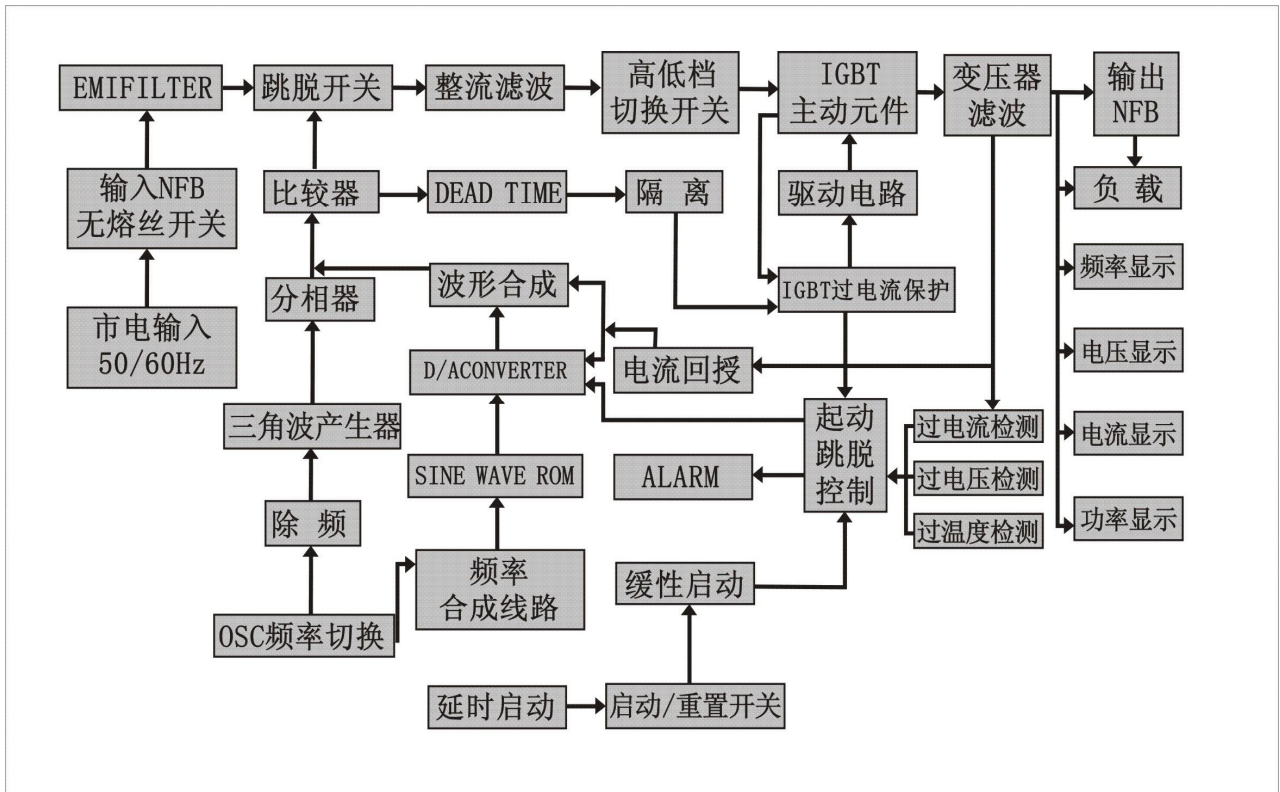 EMIFILTER
跳脱开关
整流滤波
高低档
切换开关
IGBT
主动元件
变压器
滤波
输出
NFB
输入NFB
无熔丝开关
比较器
DEAD TIME
隔 离
驱动电路
负 载
市电输入
50/60Hz
分相器
波形合成
IGBT过电流保护
频率显示
D/ACONVERTER
电流回授
电压显示
三角波产生器
起动
跳脱
控制
过电流检测
电流显示
SINE WAVE ROM
ALARM
过电压检测
除 频
过温度检测
功率显示
频率
合成线路
缓性启动
OSC频率切换
延时启动
启动/重置开关